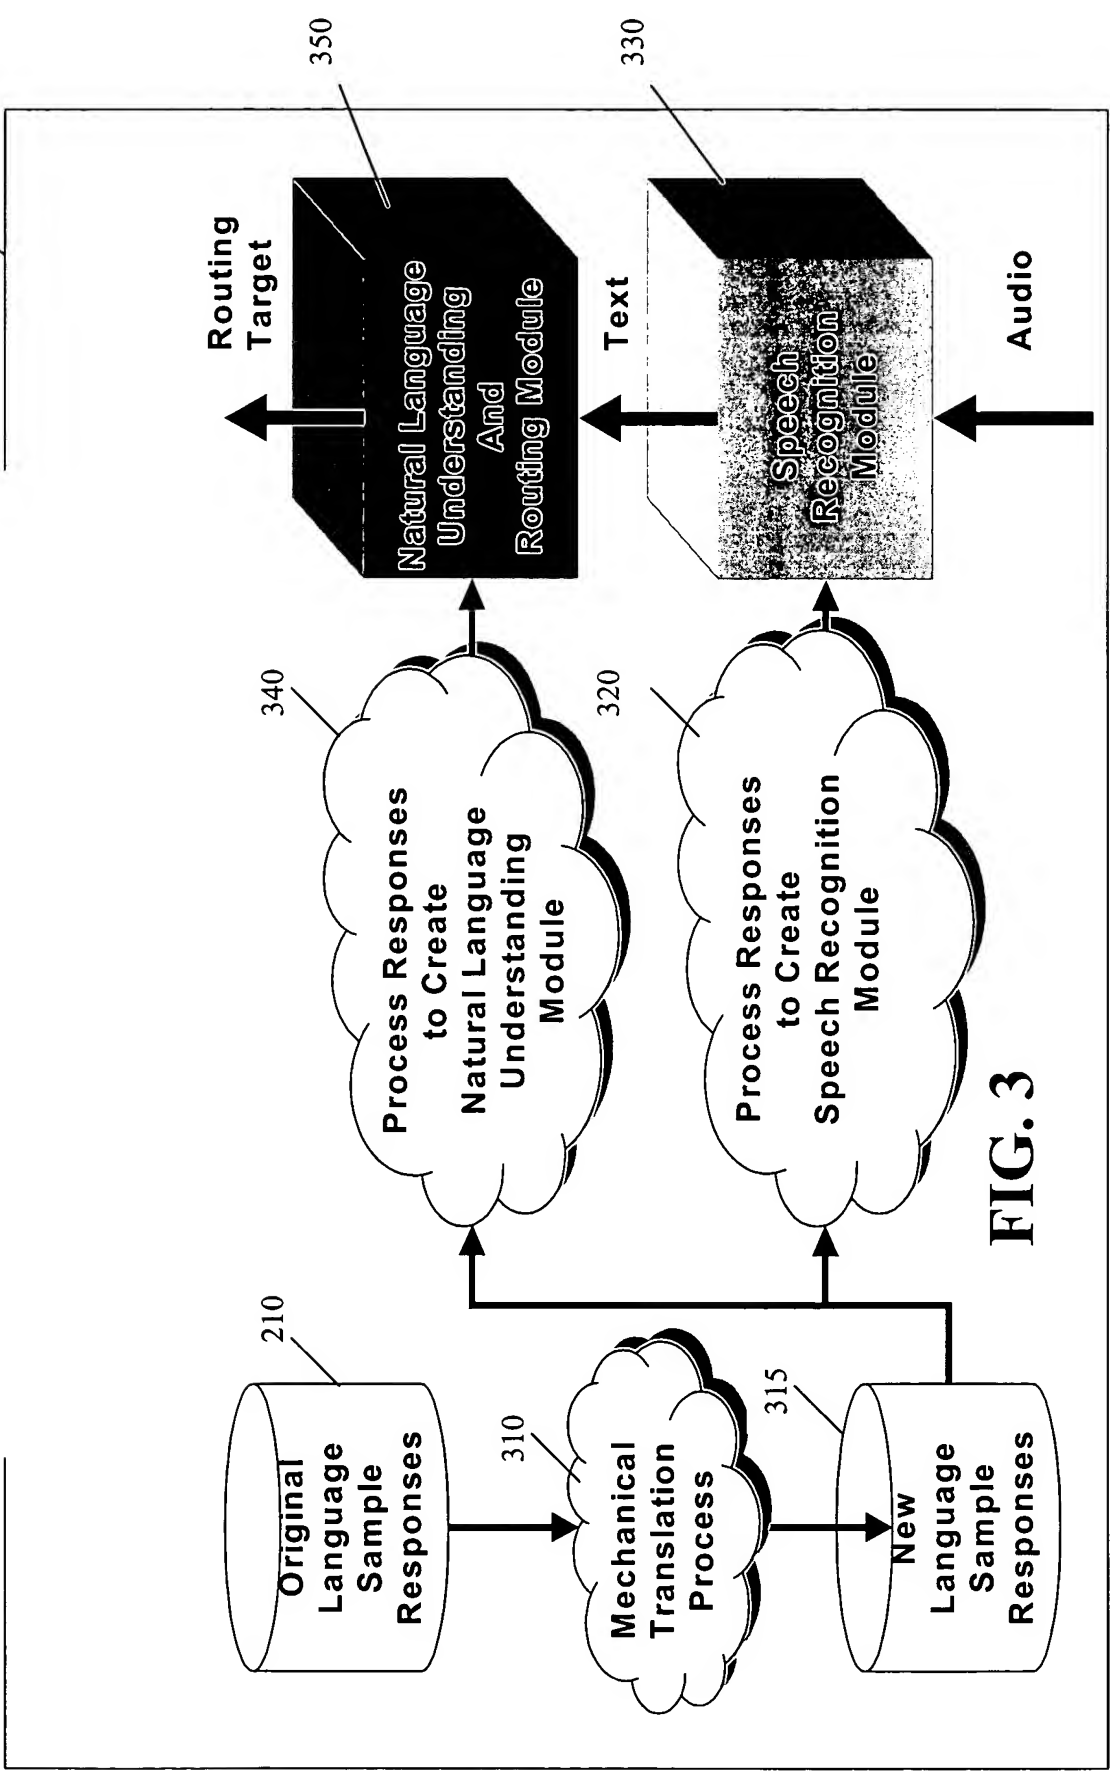 210
Original
Language
Sample
Responses
310
Mechanical
Translation
Process
315
New
Language
Sample
Responses
340
Process Responses
to Create
Natural Language
Understanding
Module
320
Process Responses
to Create
Speech Recognition
Module
Routing
Target
350
Natural Language
Understanding
And
Routing Module
Text
330
Speech
Recognition
Module
Audio
FIG. 3